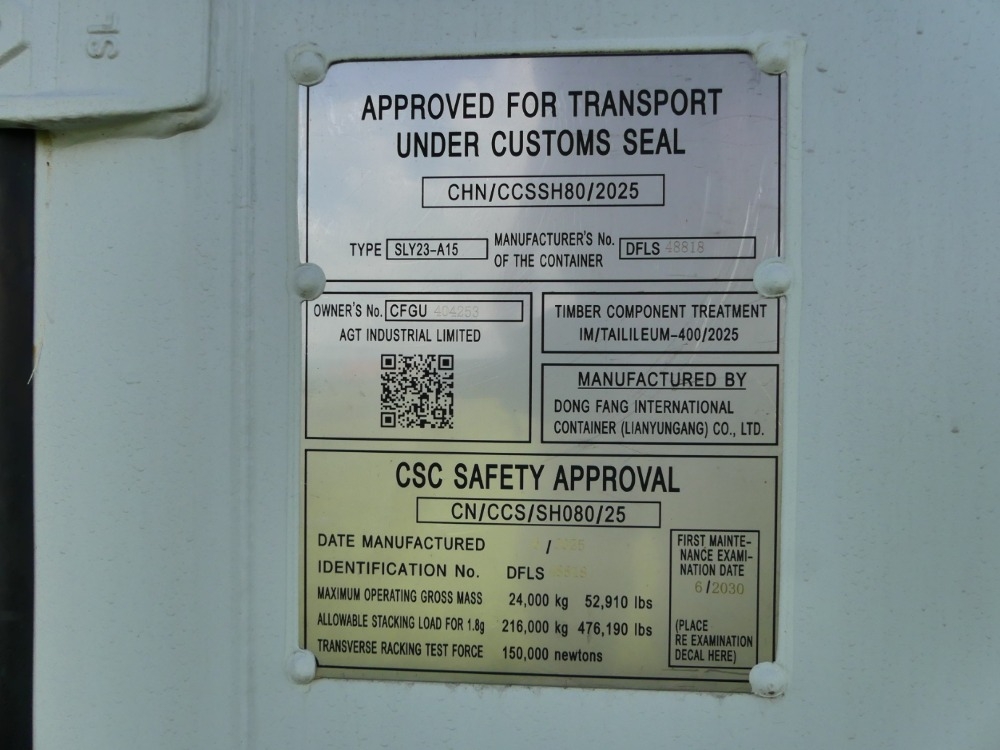 APPROVED FOR TRANSPORT
UNDER CUSTOMS SEAL
CHN/CCSSH80/2025
TYPE SLY23-A15 MANUFACTURER'S No. OF THE CONTAINER DFLS 48818
OWNER'S No. CFGU 404253
AGT INDUSTRIAL LIMITED
TIMBER COMPONENT TREATMENT
IM/TAILILEUM-400/2025
MANUFACTURED BY
DONG FANG INTERNATIONAL
CONTAINER (LIANYUNGANG) CO., LTD.
CSC SAFETY APPROVAL
CN/CCS/SH080/25
DATE MANUFACTURED /
IDENTIFICATION No. DFLS
MAXIMUM OPERATING GROSS MASS 24,000 kg 52,910 lbs
ALLOWABLE STACKING LOAD FOR 1.8g 216,000 kg 476,190 lbs
TRANSVERSE RACKING TEST FORCE 150,000 newtons
FIRST MAINTE-
NANCE EXAMI-
NATION DATE
6/2030
(PLACE
RE EXAMINATION
DECAL HERE)